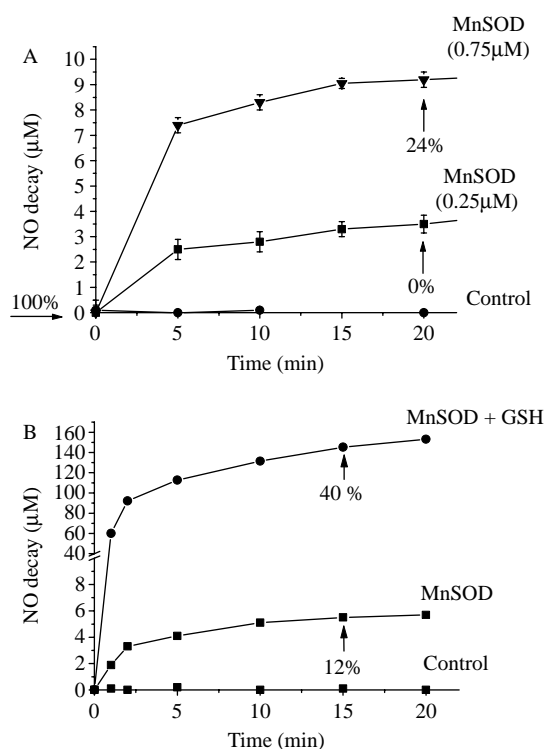 A
MnSOD
(0.75μM)
10
9
8
7
6
5
4
3
2
1
0
NO decay (μM)
24%
MnSOD
(0.25μM)
0%
100%
Control
0 5 10 15 20
Time (min)
B
MnSOD + GSH
160
140
120
100
80
60
40
8
6
4
2
0
NO decay (μM)
40 %
MnSOD
12%
Control
0 5 10 15 20
Time (min)